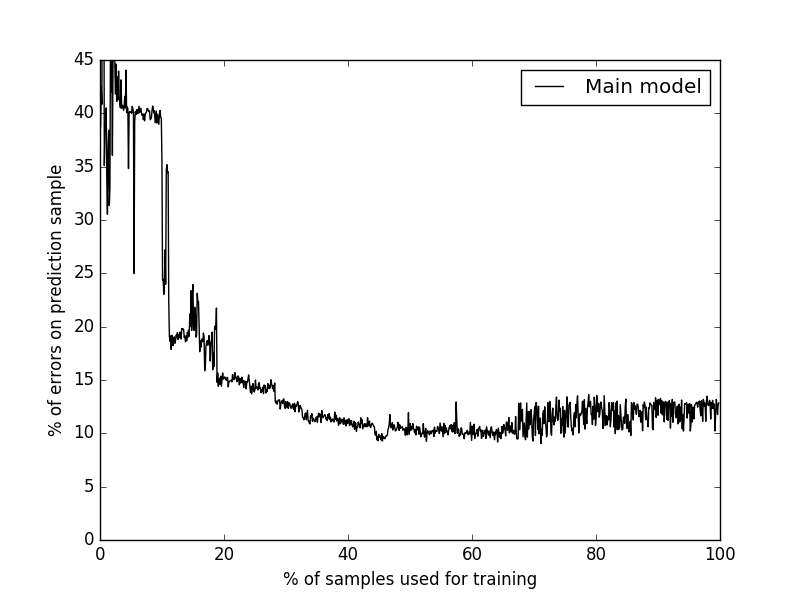 Main model
% of errors on prediction sample
45
40
35
30
25
20
15
10
5
0
0 20 40 60 80 100
% of samples used for training